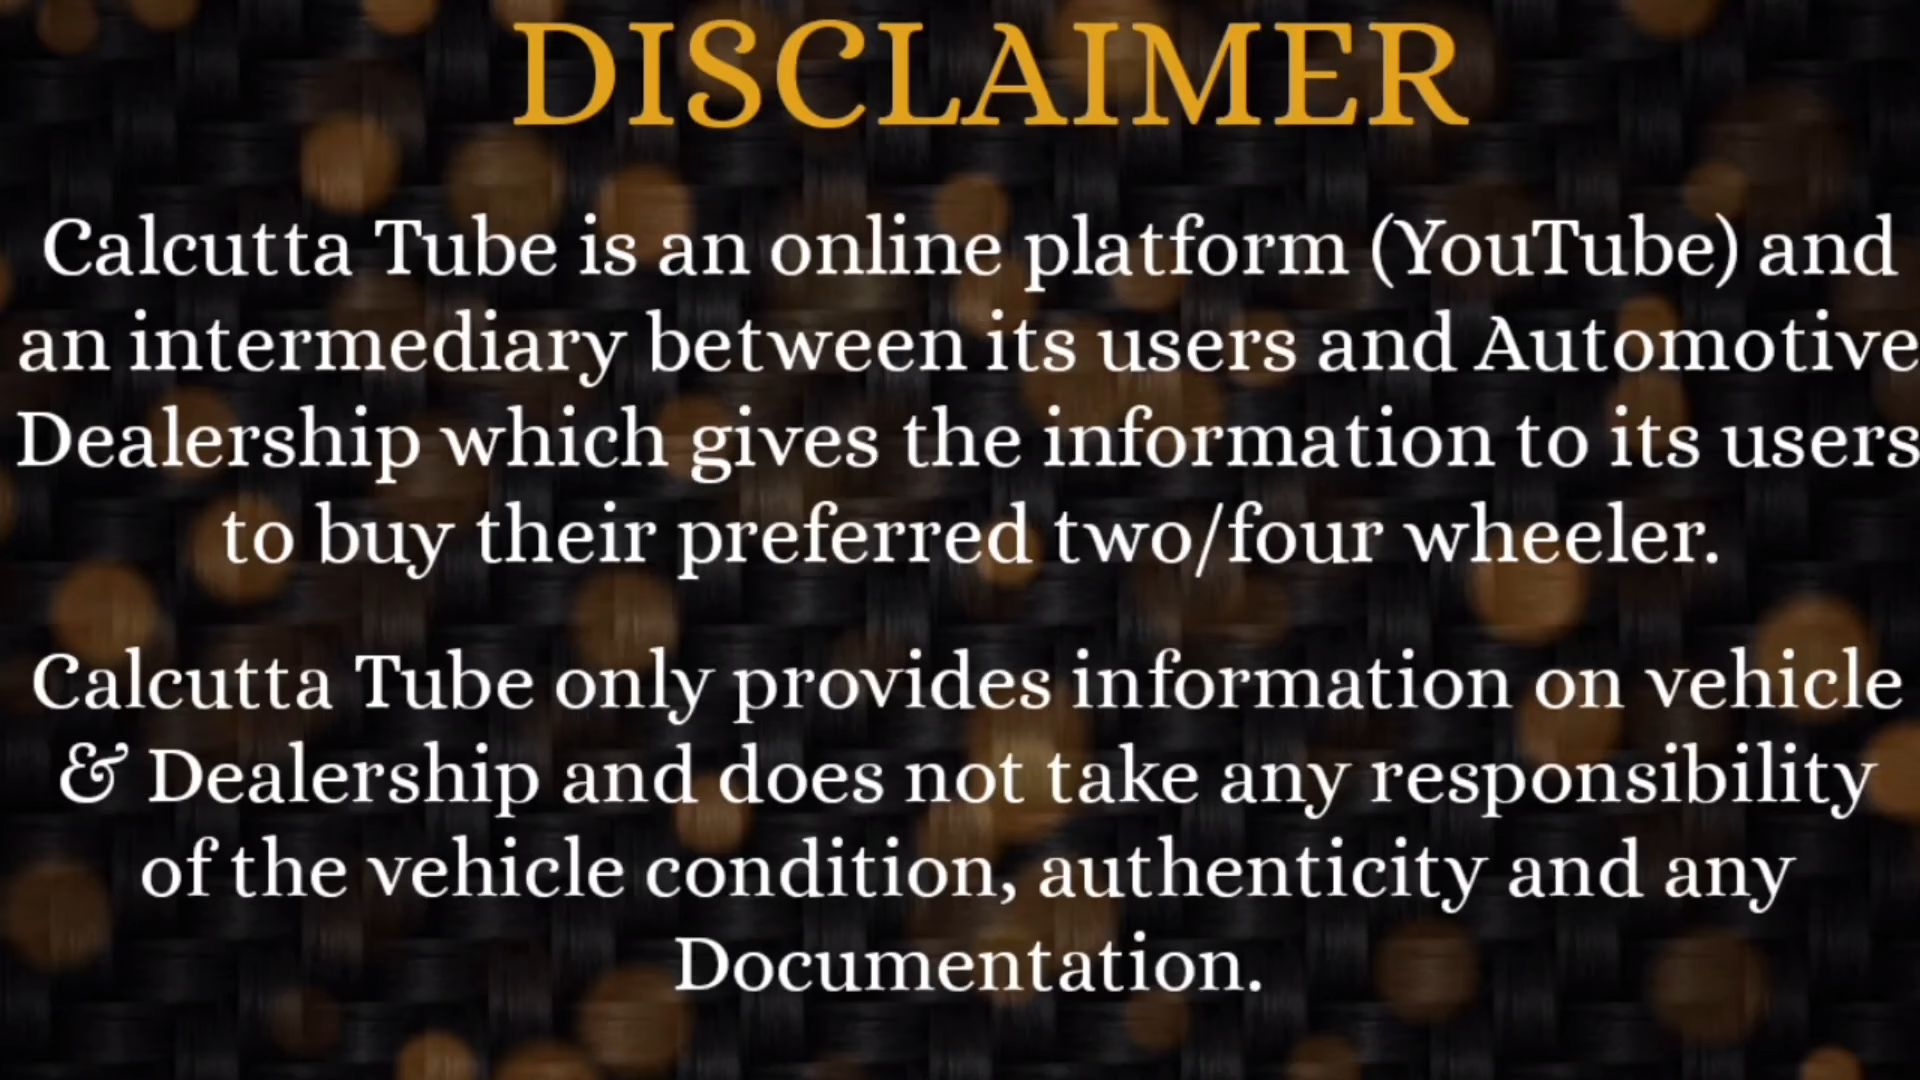 DISCLAIMER
Calcutta Tube is an online platform (YouTube) and
an intermediary between its users and Automotive
Dealership which gives the information to its users
to buy their preferred two/four wheeler.
Calcutta Tube only provides information on vehicle
& Dealership and does not take any responsibility
of the vehicle condition, authenticity and any
Documentation.